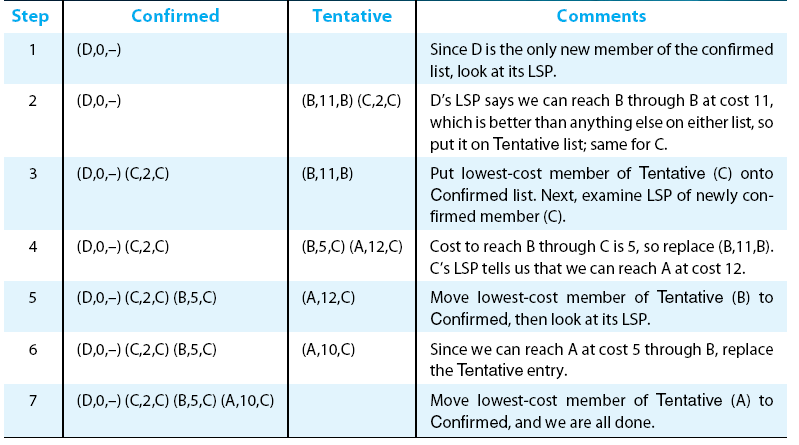 Step Confirmed Tentative Comments
1 (D,0,–) Since D is the only new member of the confirmed
list, look at its LSP.
2 (D,0,–) (B,11,B) (C,2,C) D’s LSP says we can reach B through B at cost 11,
which is better than anything else on either list, so
put it on Tentative list; same for C.
3 (D,0,–) (C,2,C) (B,11,B) Put lowest-cost member of Tentative (C) onto
Confirmed list. Next, examine LSP of newly con-
firmed member (C).
4 (D,0,–) (C,2,C) (B,5,C) (A,12,C) Cost to reach B through C is 5, so replace (B,11,B).
C’s LSP tells us that we can reach A at cost 12.
5 (D,0,–) (C,2,C) (B,5,C) (A,12,C) Move lowest-cost member of Tentative (B) to
Confirmed, then look at its LSP.
6 (D,0,–) (C,2,C) (B,5,C) (A,10,C) Since we can reach A at cost 5 through B, replace
the Tentative entry.
7 (D,0,–) (C,2,C) (B,5,C) (A,10,C) Move lowest-cost member of Tentative (A) to
Confirmed, and we are all done.